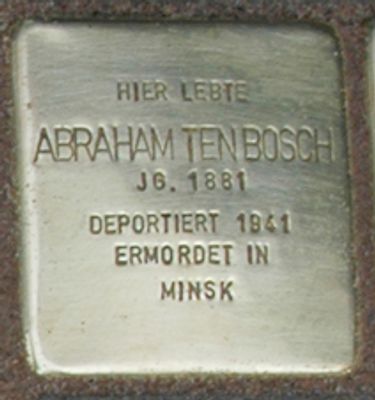 HIER LEBTE
ABRAHAM TEN BOSCH
JG. 1881
DEPORTIERT 1941
ERMORDET IN
MINSK